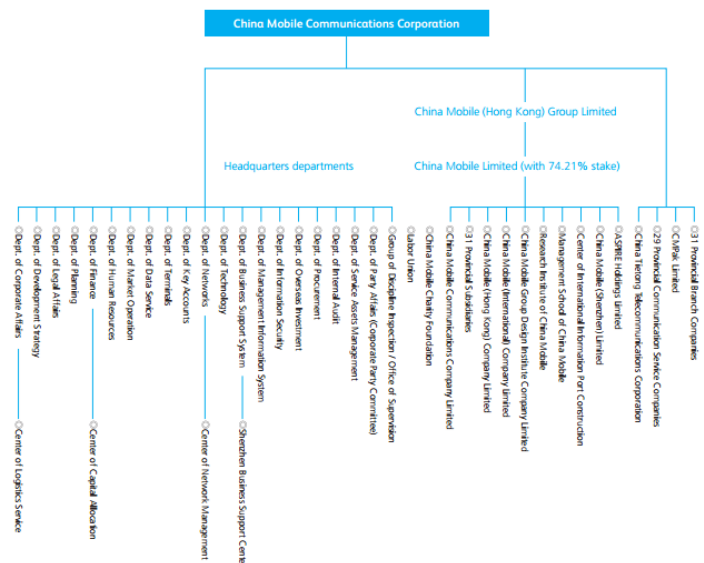 China Mobile Communications Corporation
China Mobile (Hong Kong) Group Limited
Headquarters departments
China Mobile Limited (with 74.21% stake)
Dept. of Corporate Affairs
Dept. of Development Strategy
Dept. of Legal Affairs
Dept. of Planning
Dept. of Finance
Dept. of Human Resources
Dept. of Market Operation
Dept. of Data Service
Dept. of Terminals
Dept. of Key Accounts
Dept. of Networks
Dept. of Technology
Dept. of Business Support System
Dept. of Management Information System
Dept. of Information Security
Dept. of Overseas Investment
Dept. of Procurement
Dept. of Internal Audit
Dept. of Service Assets Management
Dept. of Party Affairs (Corporate Party Committee)
Group of Discipline Inspection / Office of Supervision
Labor Union
China Mobile Charity Foundation
China Mobile Communications Company Limited
31 Provincial Subsidiaries
China Mobile (Hong Kong) Company Limited
China Mobile (International) Company Limited
China Mobile Group Design Institute Company Limited
Research Institute of China Mobile
Management School of China Mobile
Center of International Information Port Construction
China Mobile (Shenzhen) Limited
ASPIRE Holdings Limited
China Tietong Telecommunications Corporation
29 Provincial Communication Service Companies
CMPak Limited
31 Provincial Branch Companies
Center of Logistics Service
Center of Capital Allocation
Center of Network Management
Shenzhen Business Support Cente